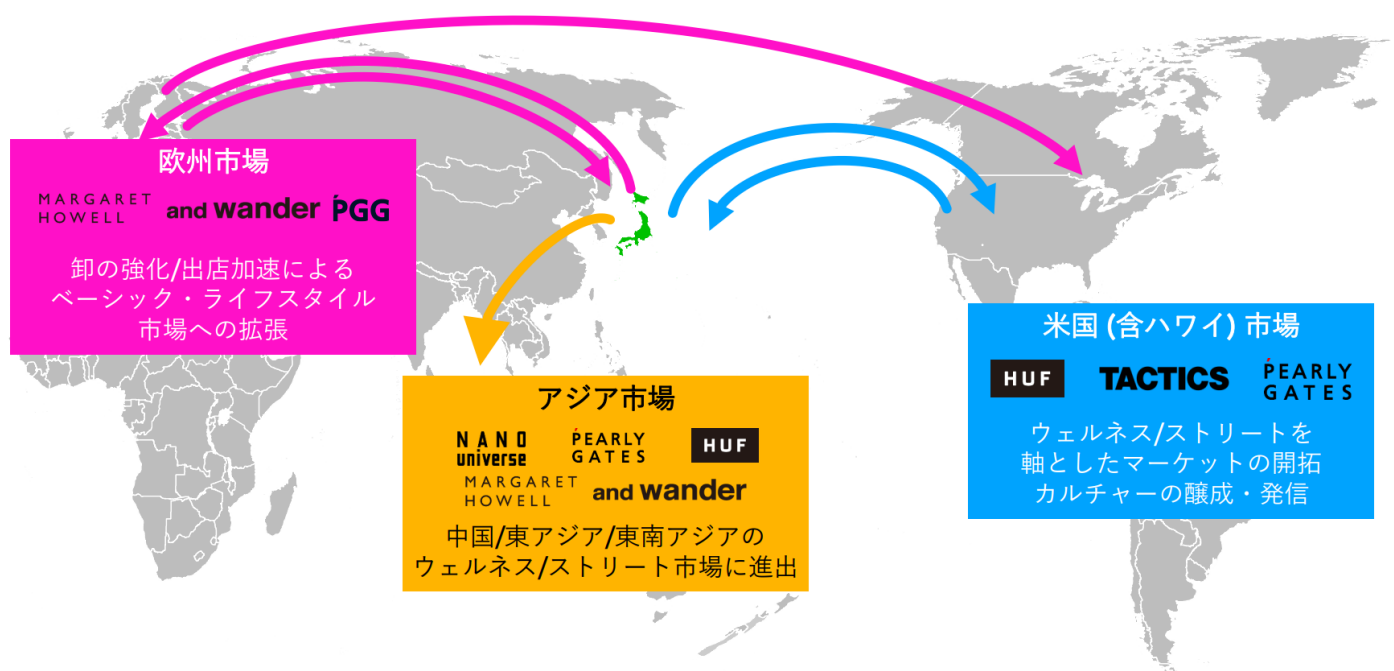 欧州市場
MARGARET
HOWELL
and wander
PGG
卸の強化/出店加速による
ベーシック・ライフスタイル
市場への拡張
アジア市場
NANO
universe
PEARLY
GATES
HUF
MARGARET
HOWELL
and wander
中国/東アジア/東南アジアの
ウェルネス/ストリート市場に進出
米国 (含ハワイ) 市場
HUF
TACTICS
PEARLY
GATES
ウェルネス/ストリートを
軸としたマーケットの開拓
カルチャーの醸成・発信